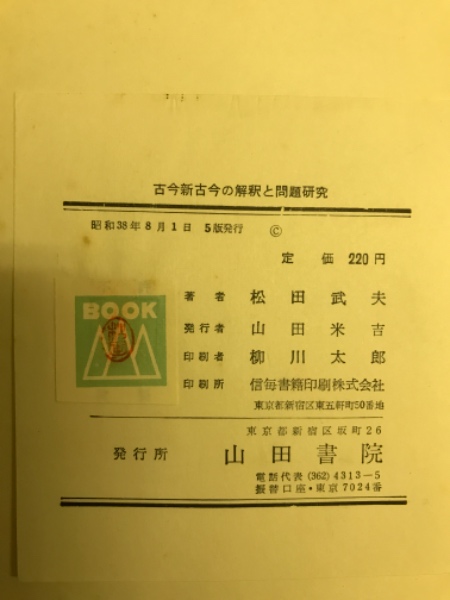 古今新古今の解釈と問題研究
昭和38年8月1日 5版発行 ©
定 価 220円
著 者 松 田 武 夫
発行者 山 田 米 吉
印刷者 柳 川 太 郎
印刷所 信毎書籍印刷株式会社
東京都新宿区東五軒町50番地
東京都新宿区坂町26
発行所 山田書院
電話代表 (362) 4313―5
振替口座・東京7024番
BOOK